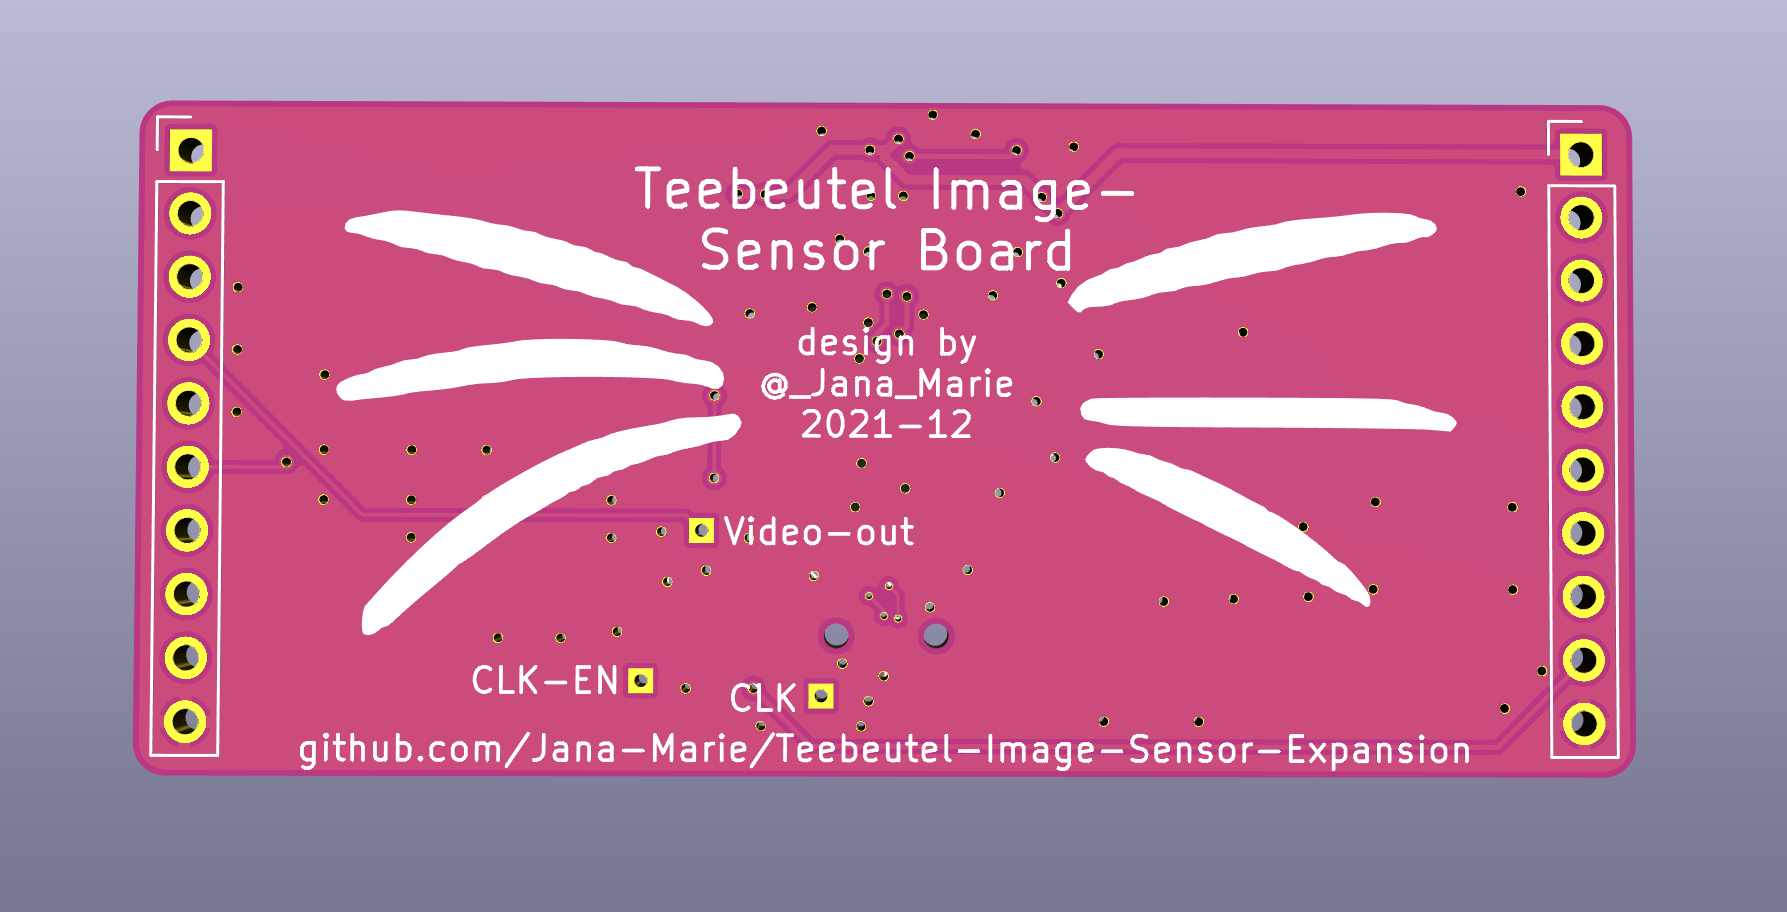 Teebeutel Image-
Sensor Board
design by
@_Jana_Marie
2021-12
Video-out
CLK-EN
CLK
github.com/Jana-Marie/Teebeutel-Image-Sensor-Expansion